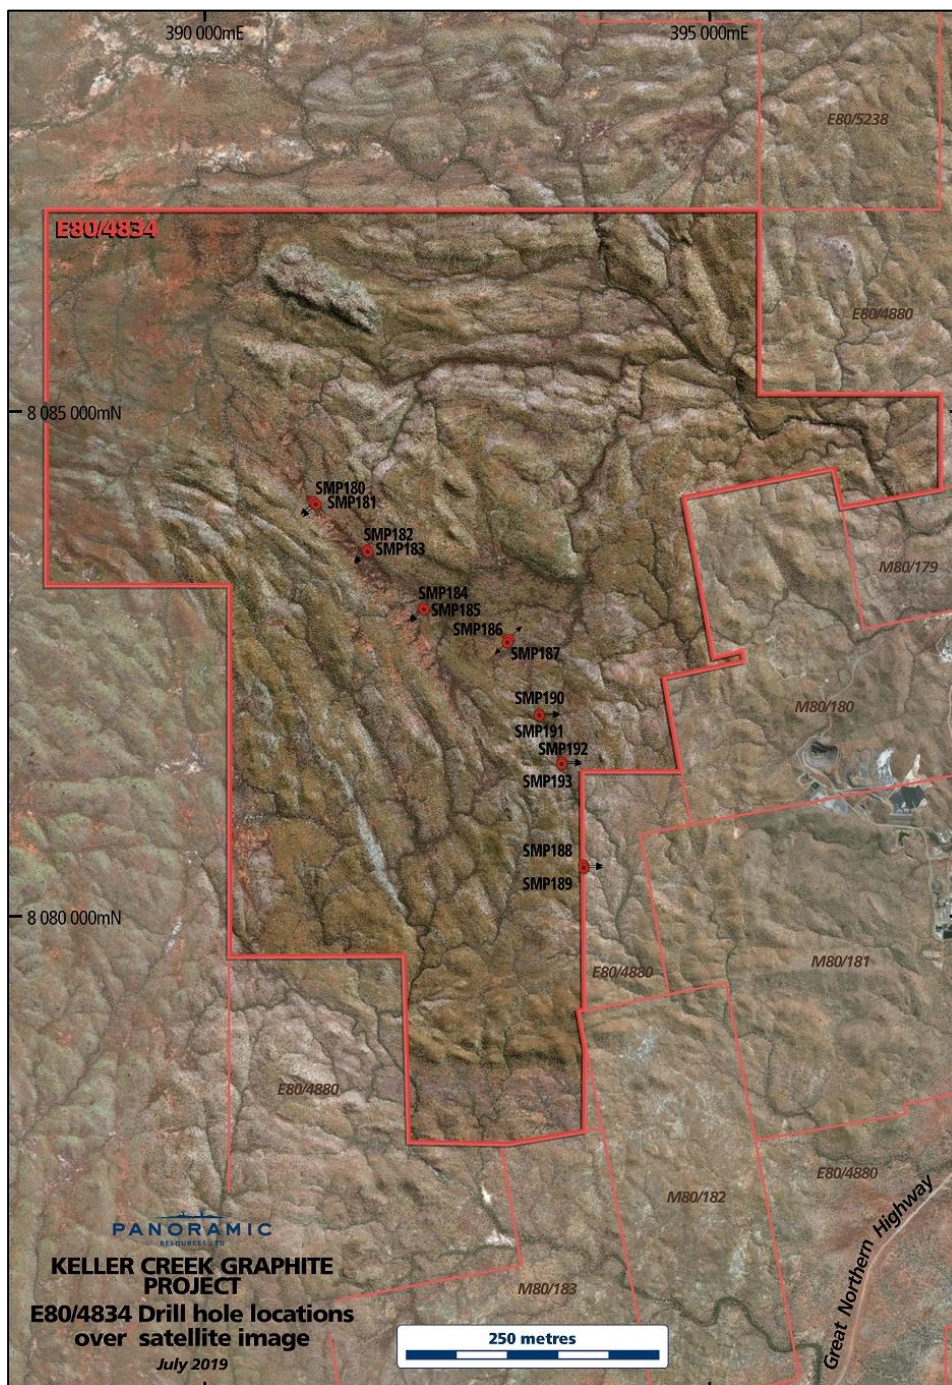 390 000mE
395 000mE
E80/5238
E80/4834
E80/4880
8 085 000mN
SMP180
SMP181
SMP182
SMP183
M80/179
SMP184
SMP185
SMP186
SMP187
SMP190
M80/180
SMP191
SMP192
SMP193
SMP188
SMP189
8 080 000mN
M80/181
E80/4880
E80/4880
E80/4880
M80/182
Great Northern Highway
PANORAMIC
RESOURCES LTD
KELLER CREEK GRAPHITE
PROJECT
E80/4834 Drill hole locations
over satellite image
July 2019
M80/183
250 metres